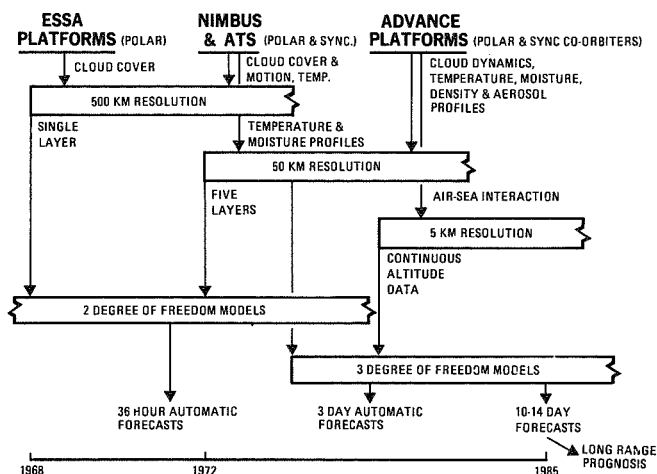 ESSA
PLATFORMS (POLAR)
NIMBUS
& ATS (POLAR & SYNC.)
ADVANCE
PLATFORMS (POLAR & SYNC CO-ORBITERS)
CLOUD COVER
CLOUD COVER &
MOTION, TEMP.
CLOUD DYNAMICS,
TEMPERATURE, MOISTURE,
DENSITY & AEROSOL
PROFILES
500 KM RESOLUTION
SINGLE
LAYER
TEMPERATURE &
MOISTURE PROFILES
50 KM RESOLUTION
FIVE
LAYERS
AIR-SEA INTERACTION
5 KM RESOLUTION
CONTINUOUS
ALTITUDE
DATA
2 DEGREE OF FREEDOM MODELS
3 DEGREE OF FREEDOM MODELS
36 HOUR AUTOMATIC
FORECASTS
3 DAY AUTOMATIC
FORECASTS
10-14 DAY
FORECASTS
LONG RANGE
PROGNOSIS
1968
1972
1985